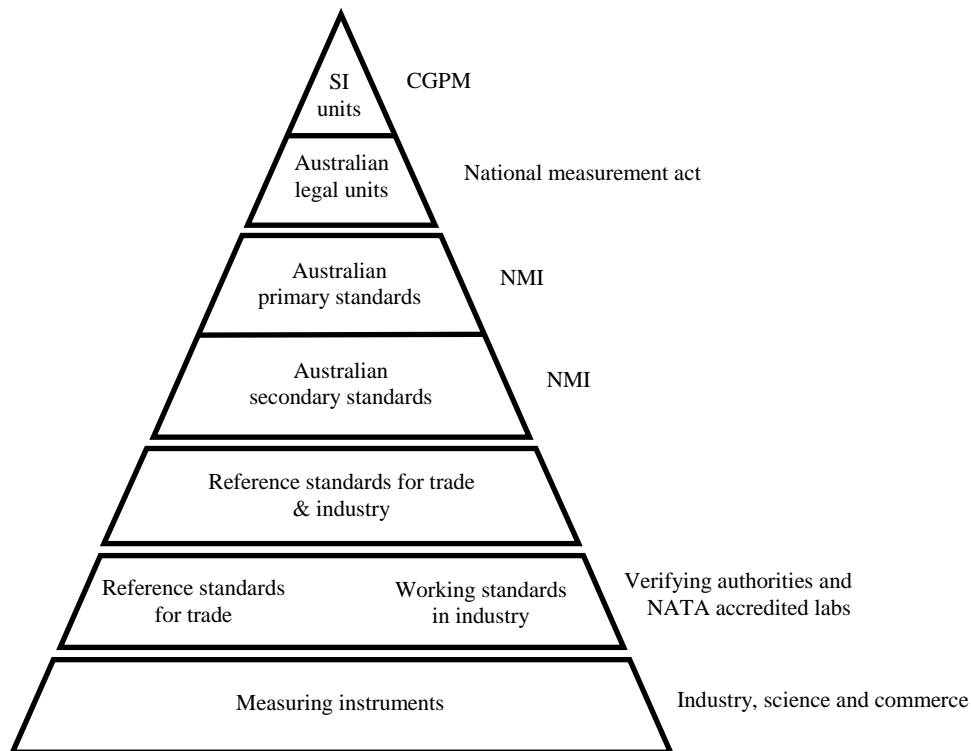 SI
units
CGPM
Australian
legal units
National measurement act
Australian
primary standards
NMI
Australian
secondary standards
NMI
Reference standards for trade
& industry
Reference standards
for trade
Working standards
in industry
Verifying authorities and
NATA accredited labs
Measuring instruments
Industry, science and commerce